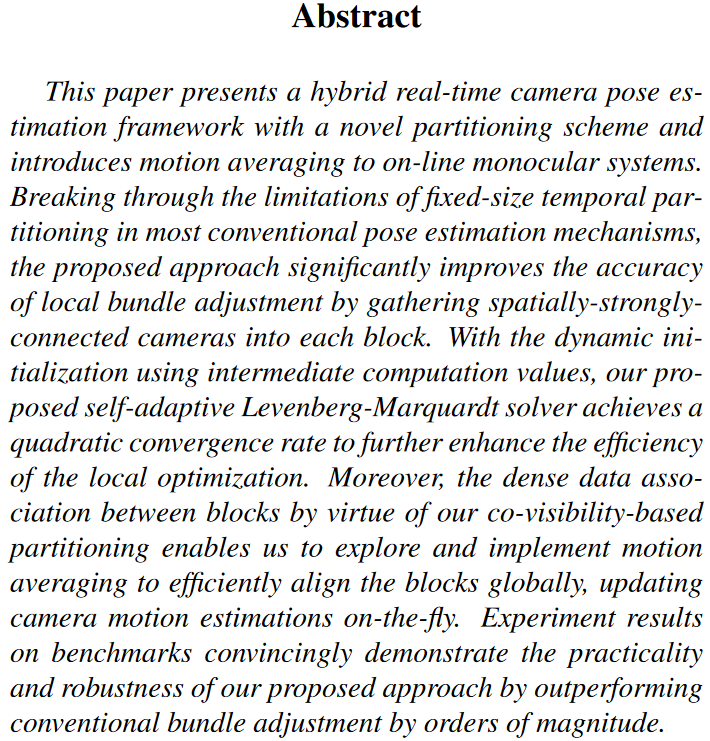 Abstract
This paper presents a hybrid real-time camera pose es-
timation framework with a novel partitioning scheme and
introduces motion averaging to on-line monocular systems.
Breaking through the limitations of fixed-size temporal par-
titioning in most conventional pose estimation mechanisms,
the proposed approach significantly improves the accuracy
of local bundle adjustment by gathering spatially-strongly-
connected cameras into each block. With the dynamic ini-
tialization using intermediate computation values, our pro-
posed self-adaptive Levenberg-Marquardt solver achieves a
quadratic convergence rate to further enhance the efficiency
of the local optimization. Moreover, the dense data asso-
ciation between blocks by virtue of our co-visibility-based
partitioning enables us to explore and implement motion
averaging to efficiently align the blocks globally, updating
camera motion estimations on-the-fly. Experiment results
on benchmarks convincingly demonstrate the practicality
and robustness of our proposed approach by outperforming
conventional bundle adjustment by orders of magnitude.